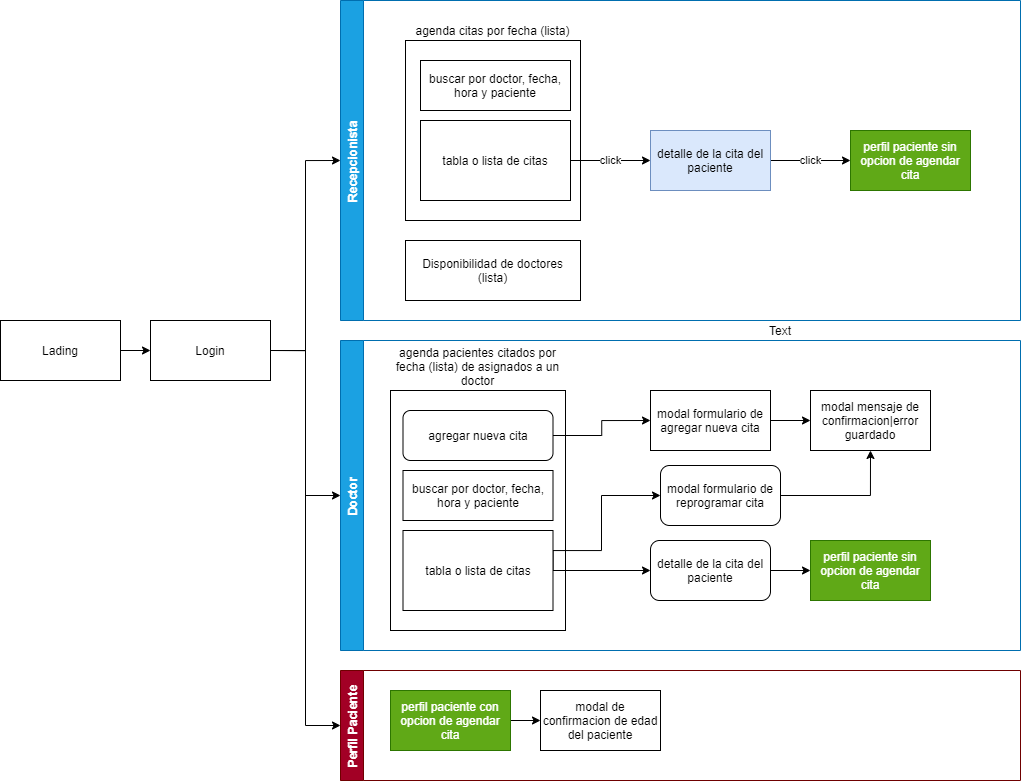 agenda citas por fecha (lista)
buscar por doctor, fecha,
hora y paciente
tabla o lista de citas
click
detalle de la cita del
paciente
click
perfil paciente sin
opcion de agendar
cita
Recepcionista
Disponibilidad de doctores
(lista)
Lading
Login
Text
agenda pacientes citados por
fecha (lista) de asignados a un
doctor
agregar nueva cita
modal formulario de
agregar nueva cita
modal mensaje de
confirmacion|error
guardado
buscar por doctor, fecha,
hora y paciente
modal formulario de
reprogramar cita
Doctor
tabla o lista de citas
detalle de la cita del
paciente
perfil paciente sin
opcion de agendar
cita
Perfil Paciente
perfil paciente con
opcion de agendar
cita
modal de
confirmacion de edad
del paciente